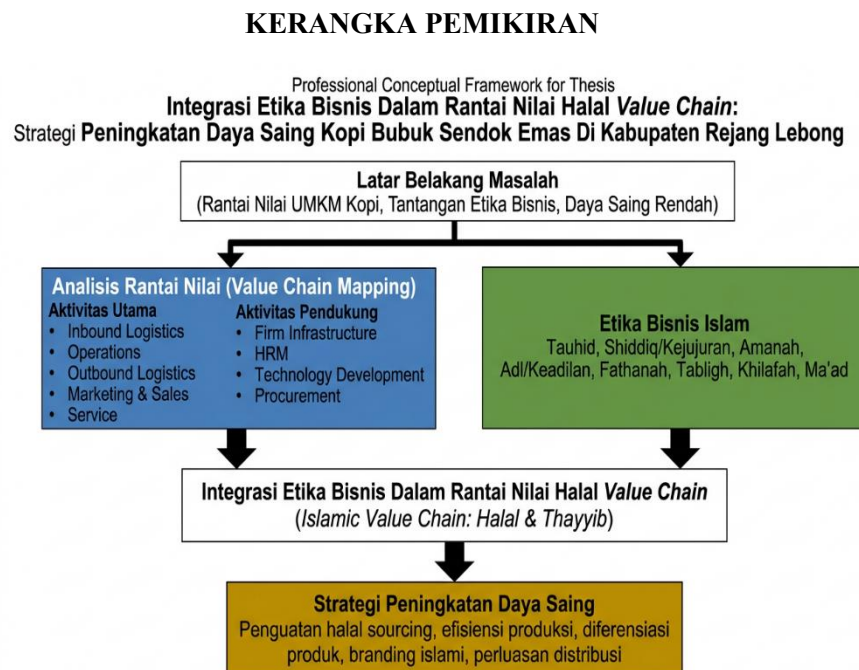 KERANGKA PEMIKIRAN
Professional Conceptual Framework for Thesis
Integrasi Etika Bisnis Dalam Rantai Nilai Halal Value Chain:
Strategi Peningkatan Daya Saing Kopi Bubuk Sendok Emas Di Kabupaten Rejang Lebong
Latar Belakang Masalah
(Rantai Nilai UMKM Kopi, Tantangan Etika Bisnis, Daya Saing Rendah)
Analisis Rantai Nilai (Value Chain Mapping)
Aktivitas Utama
• Inbound Logistics
• Operations
• Outbound Logistics
• Marketing & Sales
• Service
Aktivitas Pendukung
• Firm Infrastructure
• HRM
• Technology Development
• Procurement
Etika Bisnis Islam
Tauhid, Shiddiq/Kejujuran, Amanah,
Adl/Keadilan, Fathanah, Tabligh, Khilafah, Ma'ad
Integrasi Etika Bisnis Dalam Rantai Nilai Halal Value Chain
(Islamic Value Chain: Halal & Thayyib)
Strategi Peningkatan Daya Saing
Penguatan halal sourcing, efisiensi produksi, diferensiasi
produk, branding islami, perluasan distribusi